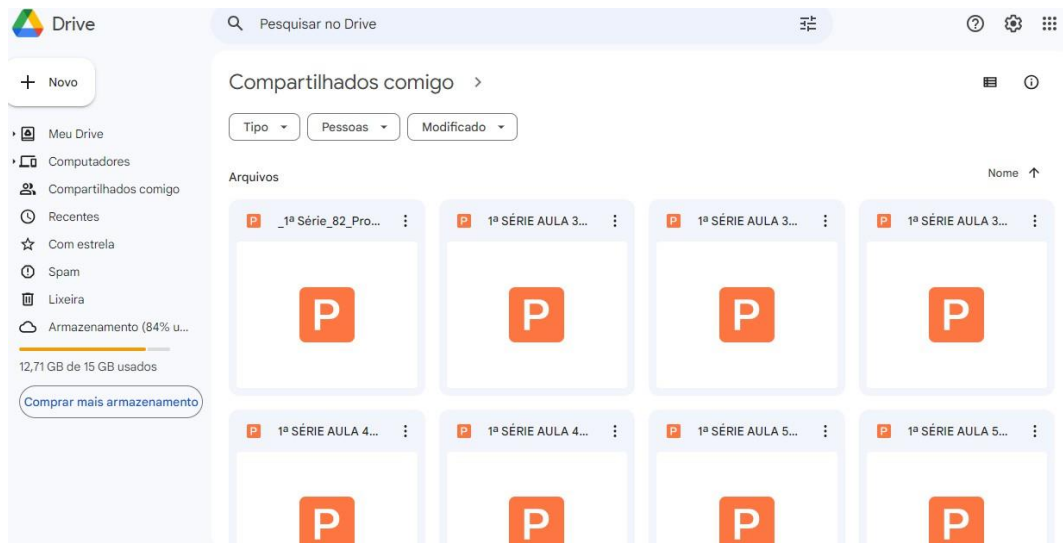 Drive
Pesquisar no Drive
Novo
Compartilhados comigo
Tipo
Pessoas
Modificado
Meu Drive
Computadores
Compartilhados comigo
Recentes
Com estrela
Spam
Lixeira
Armazenamento (84% u...
12,71 GB de 15 GB usados
Comprar mais armazenamento
Arquivos
Nome
P _1ª Série_82_Pro...
P 1ª SÉRIE AULA 3...
P 1ª SÉRIE AULA 3...
P 1ª SÉRIE AULA 3...
P
P
P
P
P 1ª SÉRIE AULA 4...
P 1ª SÉRIE AULA 4...
P 1ª SÉRIE AULA 5...
P 1ª SÉRIE AULA 5...
P
P
P
P